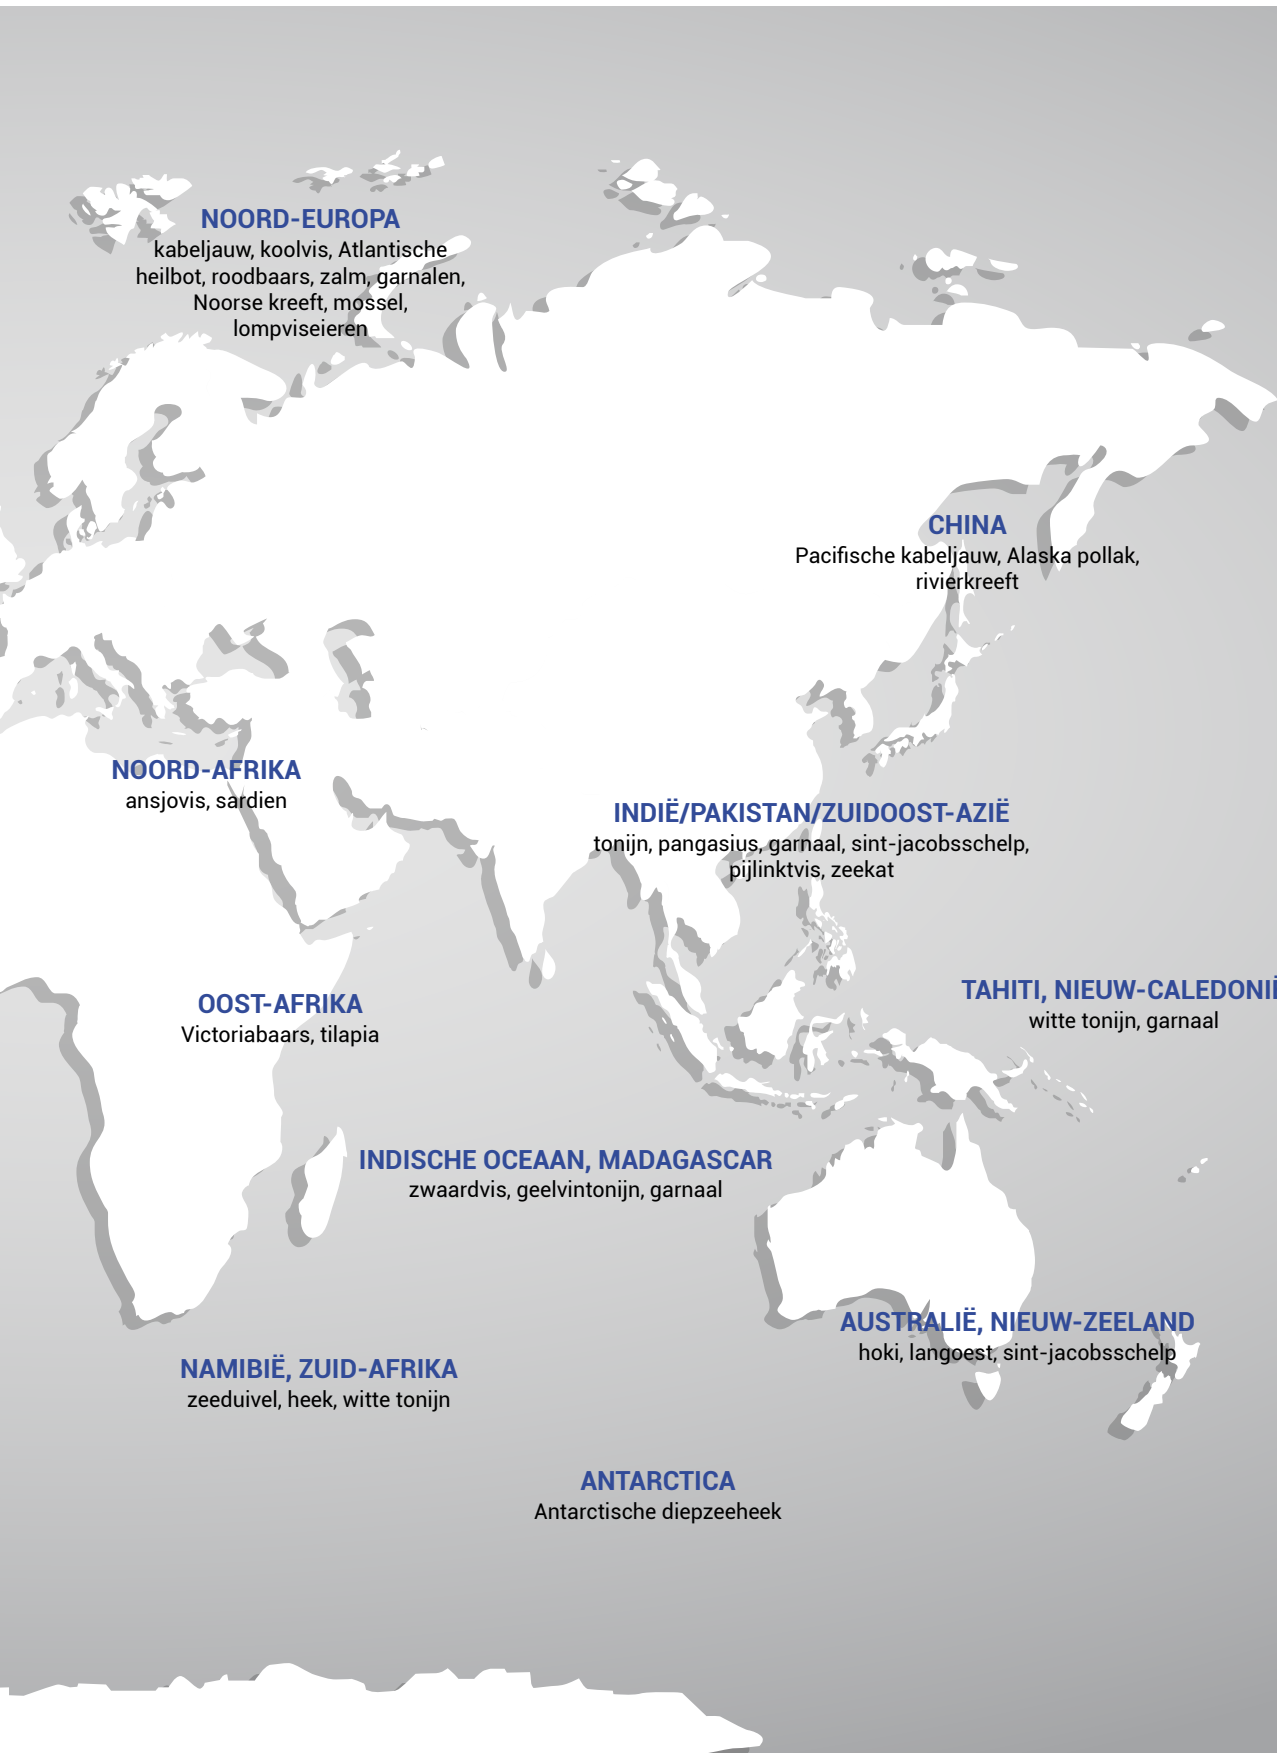 NOORD-EUROPA
kabeljauw, koolvis, Atlantische
heilbot, roodbaars, zalm, garnalen,
Noorse kreeft, mossel,
lompviseieren
CHINA
Pacifische kabeljauw, Alaska pollak,
rivierkreeft
NOORD-AFRIKA
ansjovis, sardien
INDIË/PAKISTAN/ZUIDOOST-AZIË
tonijn, pangasius, garnaal, sint-jacobsschelp,
pijlinktvis, zeekat
OOST-AFRIKA
Victoriabaars, tilapia
TAHITI, NIEUW-CALEDONIË
witte tonijn, garnaal
INDISCHE OCEAAN, MADAGASCAR
zwaardvis, geelvintonijn, garnaal
AUSTRALIË, NIEUW-ZEELAND
hoki, langoest, sint-jacobsschelp
NAMIBIË, ZUID-AFRIKA
zeeduivel, heek, witte tonijn
ANTARCTICA
Antarctische diepzeeheek